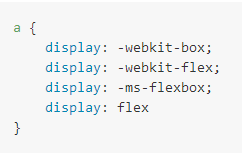 a {
    display: -webkit-box;
    display: -webkit-flex;
    display: -ms-flexbox;
    display: flex
}